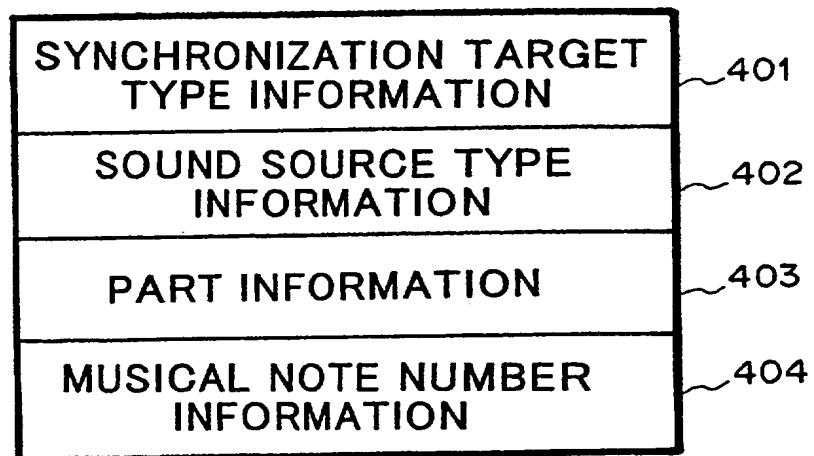 SYNCHRONIZATION TARGET
TYPE INFORMATION
401
SOUND SOURCE TYPE
INFORMATION
402
PART INFORMATION
403
MUSICAL NOTE NUMBER
INFORMATION
404